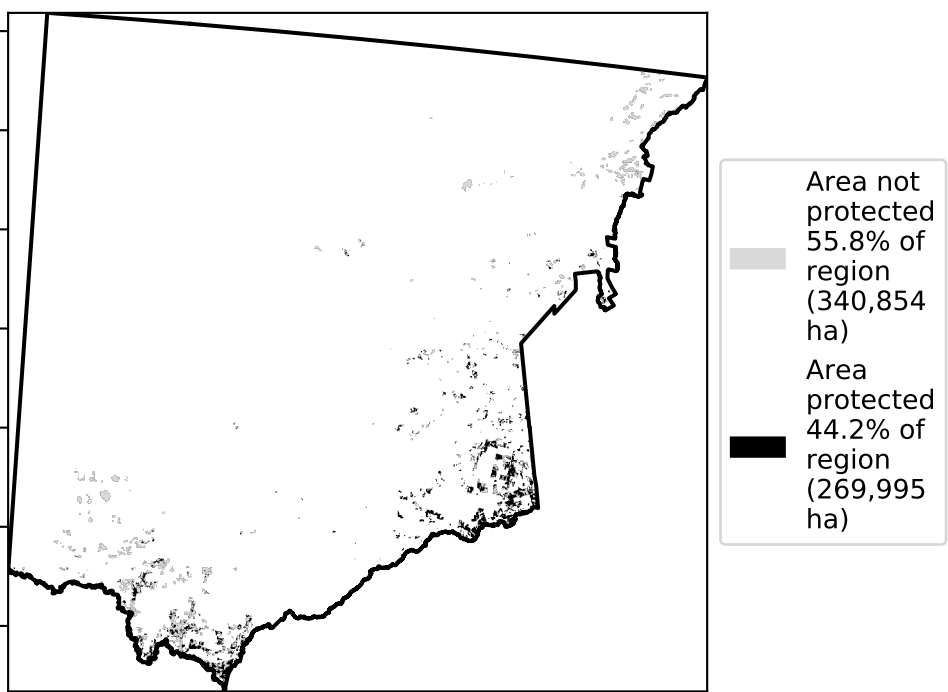 Area not
protected
55.8% of
region
(340,854
ha)
Area
protected
44.2% of
region
(269,995
ha)